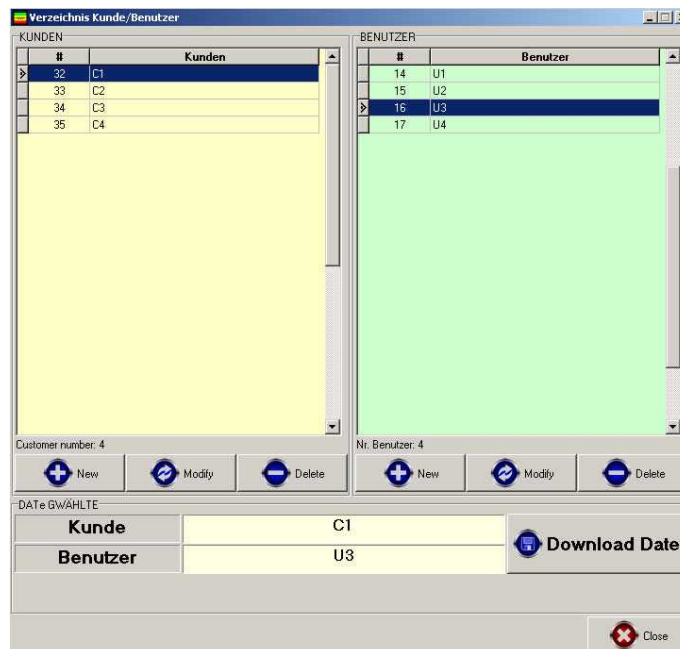 Verzeichnis Kunde/Benutzer
KUNDEN
# Kunden
32 C1
33 C2
34 C3
35 C4
Customer number: 4
New Modify Delete
BENUTZER
# Benutzer
14 U1
15 U2
16 U3
17 U4
Nr. Benutzer: 4
New Modify Delete
DATe GWÄHLTE
Kunde C1
Benutzer U3
Download Date
Close